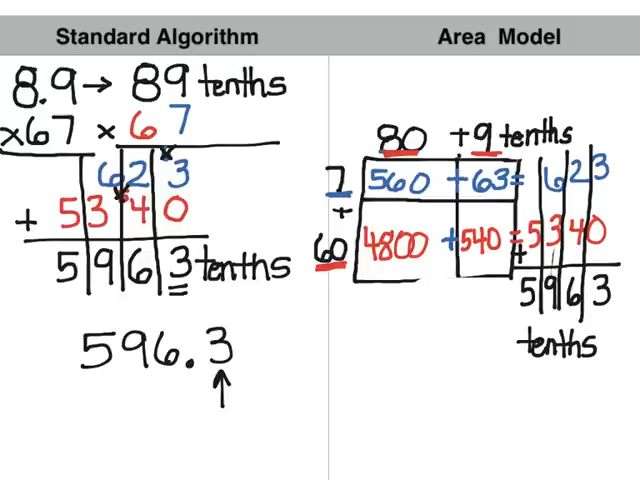 Standard Algorithm
8.9 → 89 tenths
×67 × 67
623
+ 5340
5963 tenths
596.3
Area Model
80 + 9 tenths
7 560 + 63 = 623
+
60 4800 + 540 = 5340
+
5963
tenths